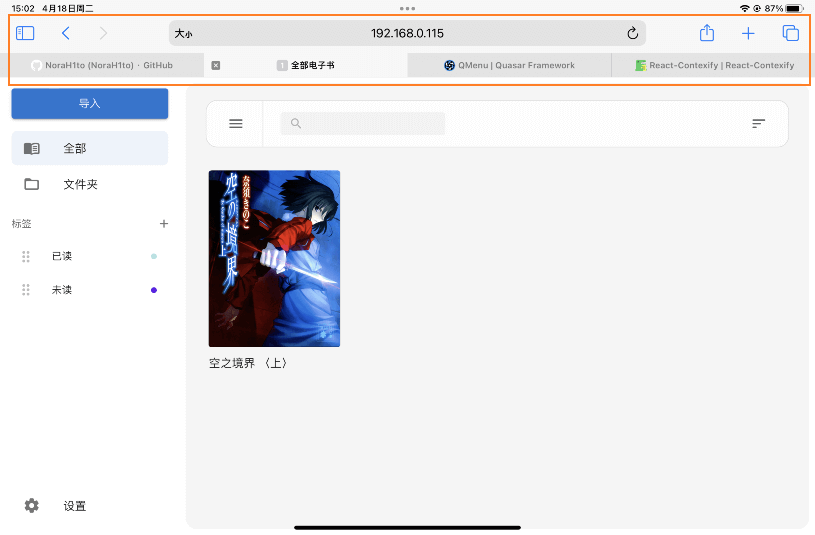 15:02 4月18日周二
87%
大小
192.168.0.115
NoraH1to (NoraH1to) · GitHub
1 全部电子书
QMenu | Quasar Framework
React-Contexify | React-Contexify
导入
全部
文件夹
标签
已读
未读
奈須きのこ
空の境界
上
空之境界 〈上〉
设置